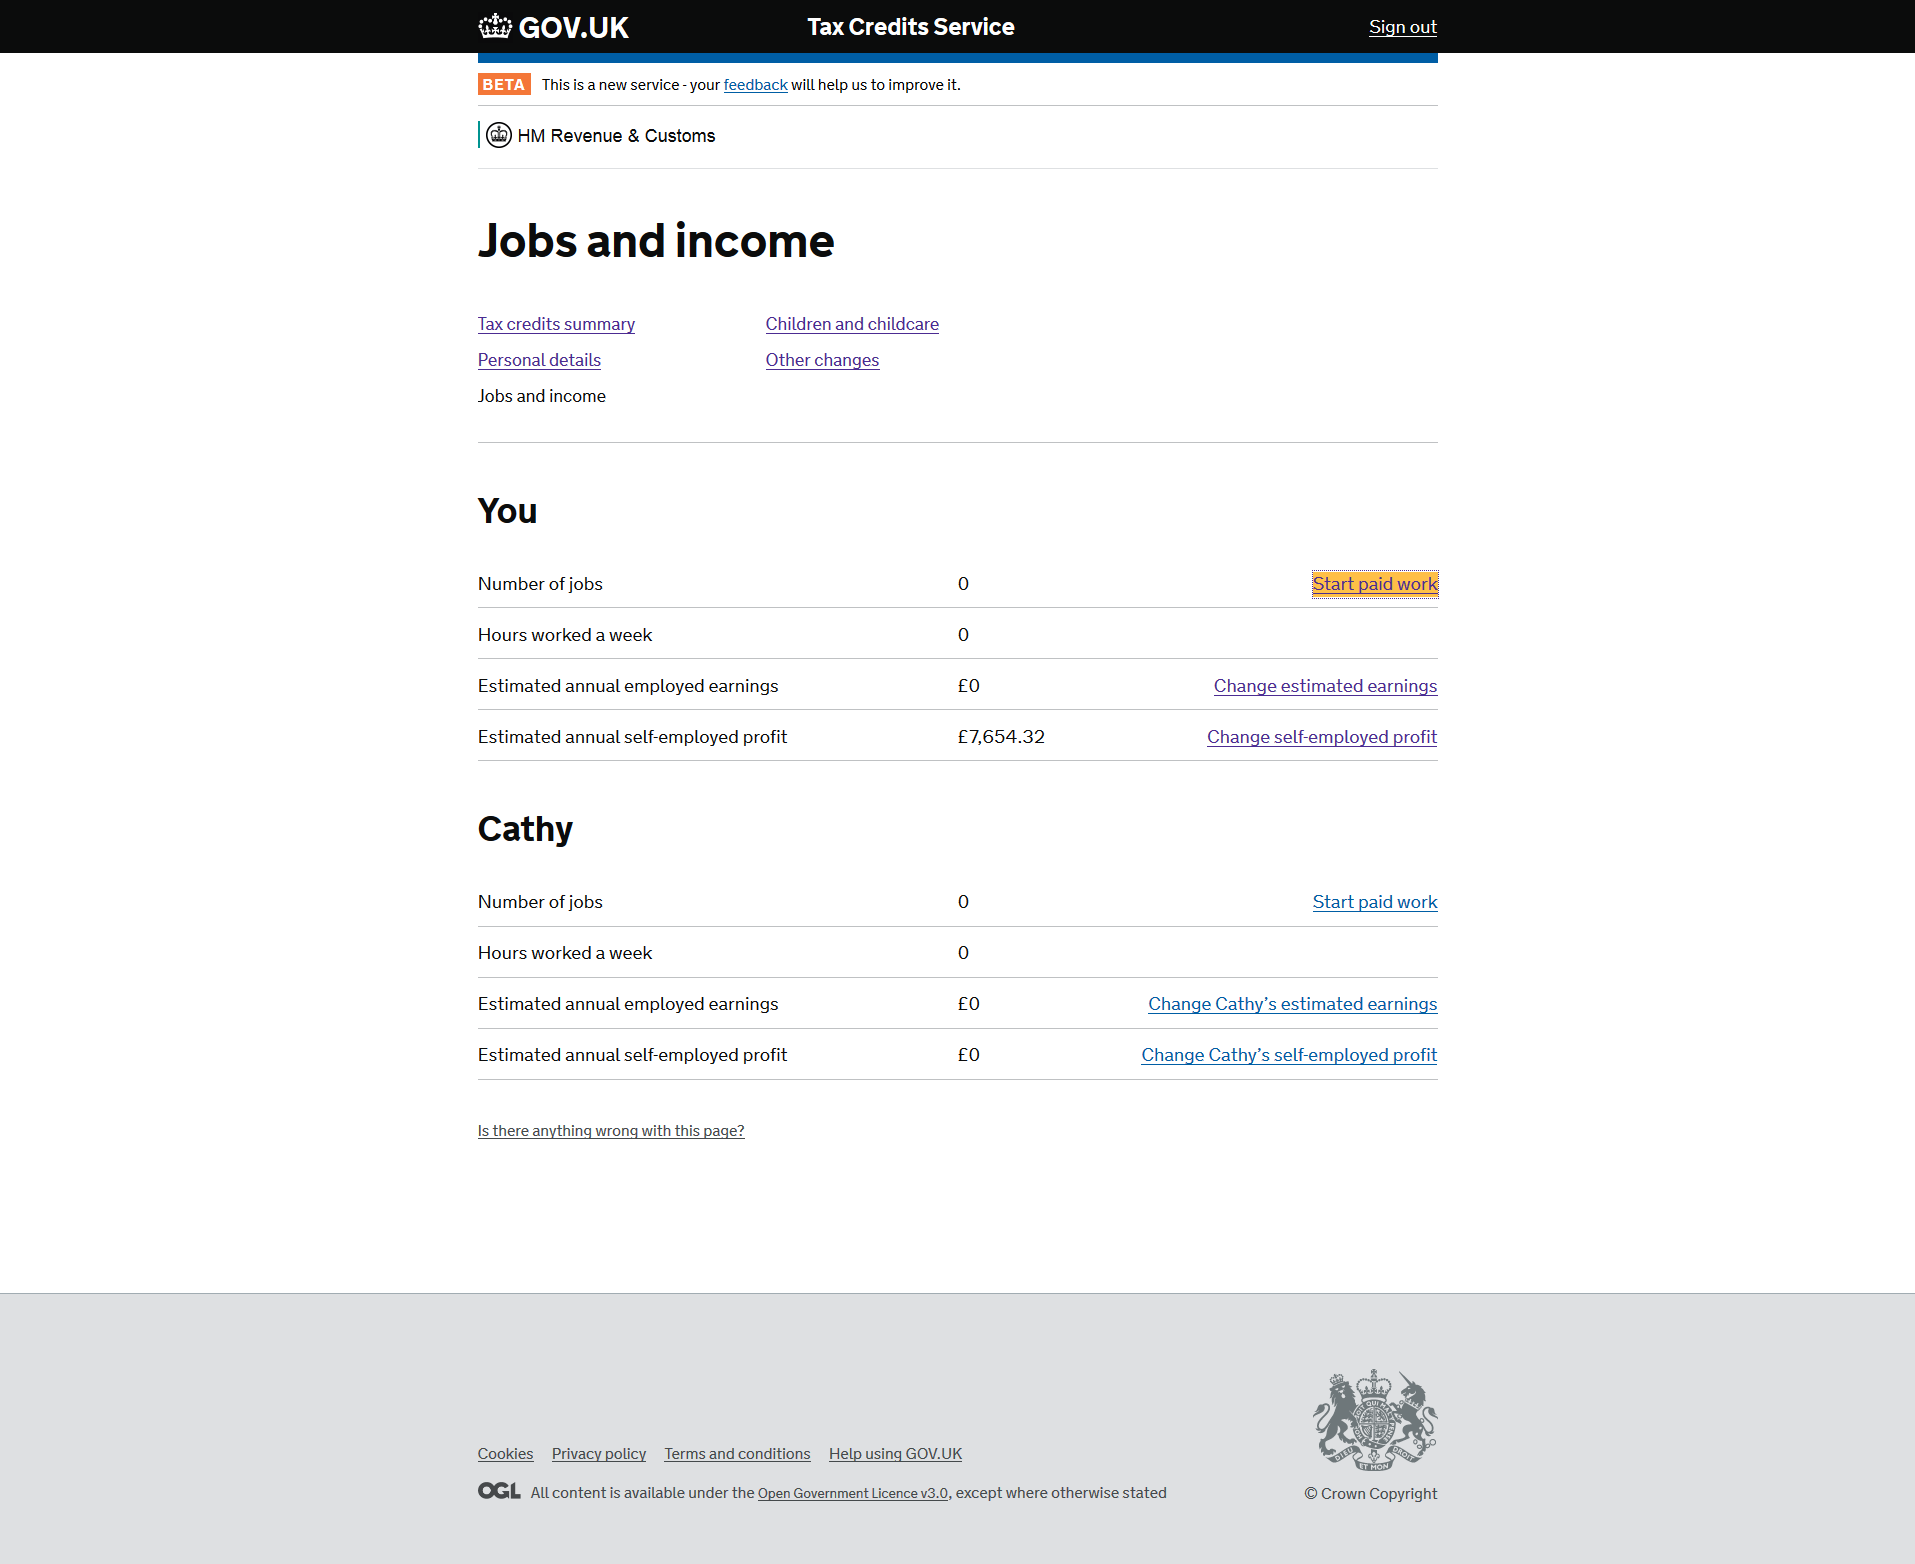 GOV.UK Tax Credits Service Sign out
BETA This is a new service - your feedback will help us to improve it.
HM Revenue & Customs
Jobs and income
Tax credits summary Children and childcare
Personal details Other changes
Jobs and income
You
Number of jobs 0 Start paid work
Hours worked a week 0
Estimated annual employed earnings £0 Change estimated earnings
Estimated annual self-employed profit £7,654.32 Change self-employed profit
Cathy
Number of jobs 0 Start paid work
Hours worked a week 0
Estimated annual employed earnings £0 Change Cathy’s estimated earnings
Estimated annual self-employed profit £0 Change Cathy’s self-employed profit
Is there anything wrong with this page?
Cookies Privacy policy Terms and conditions Help using GOV.UK
OGL All content is available under the Open Government Licence v3.0, except where otherwise stated
© Crown Copyright